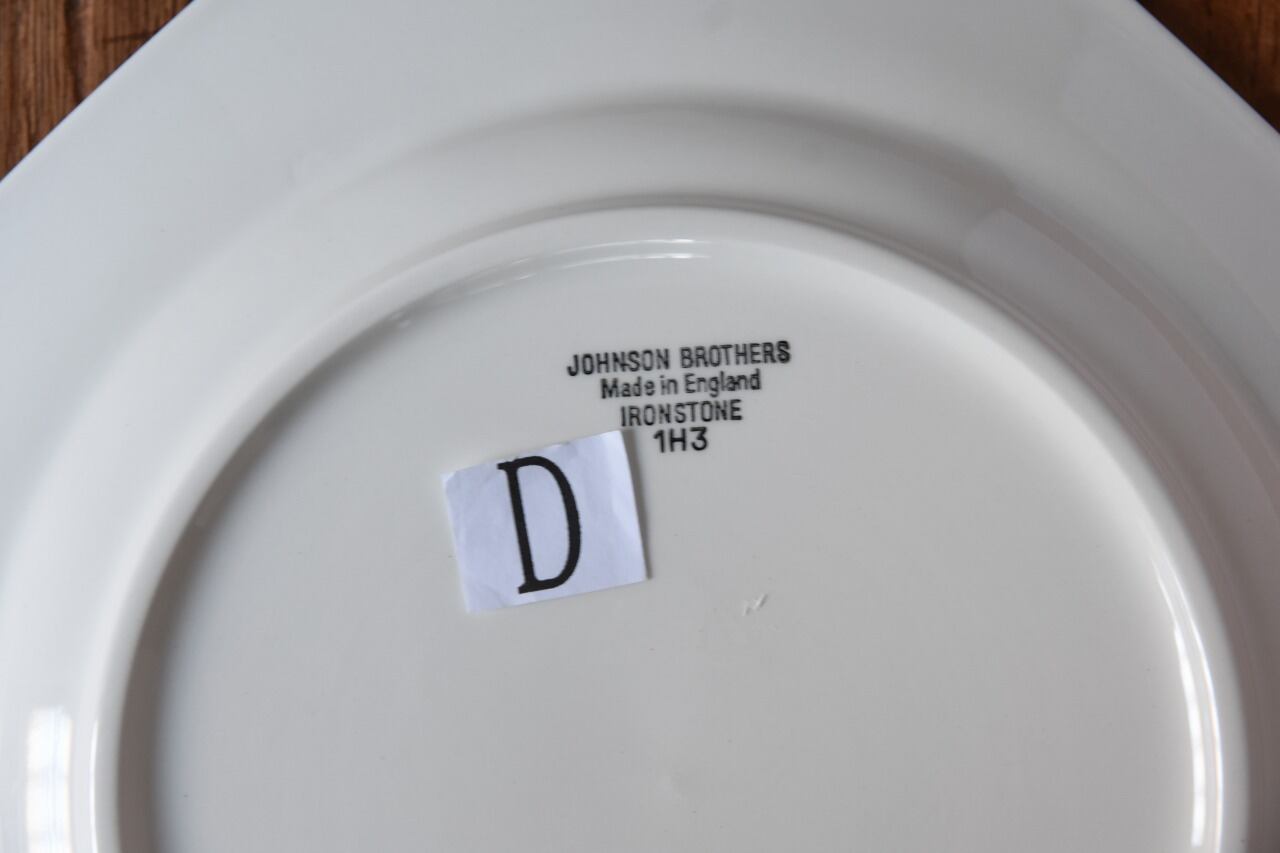 JOHNSON BROTHERS
Made in England
IRONSTONE
1H3
D